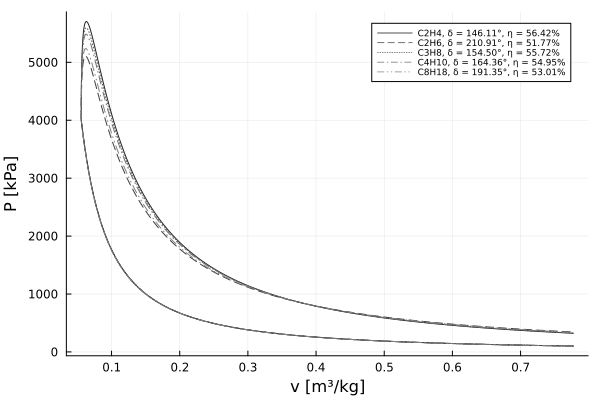 C2H4, δ = 146.11°, η = 56.42%
C2H6, δ = 210.91°, η = 51.77%
C3H8, δ = 154.50°, η = 55.72%
C4H10, δ = 164.36°, η = 54.95%
C8H18, δ = 191.35°, η = 53.01%
P [kPa]
5000
4000
3000
2000
1000
0
0.1 0.2 0.3 0.4 0.5 0.6 0.7
v [m³/kg]